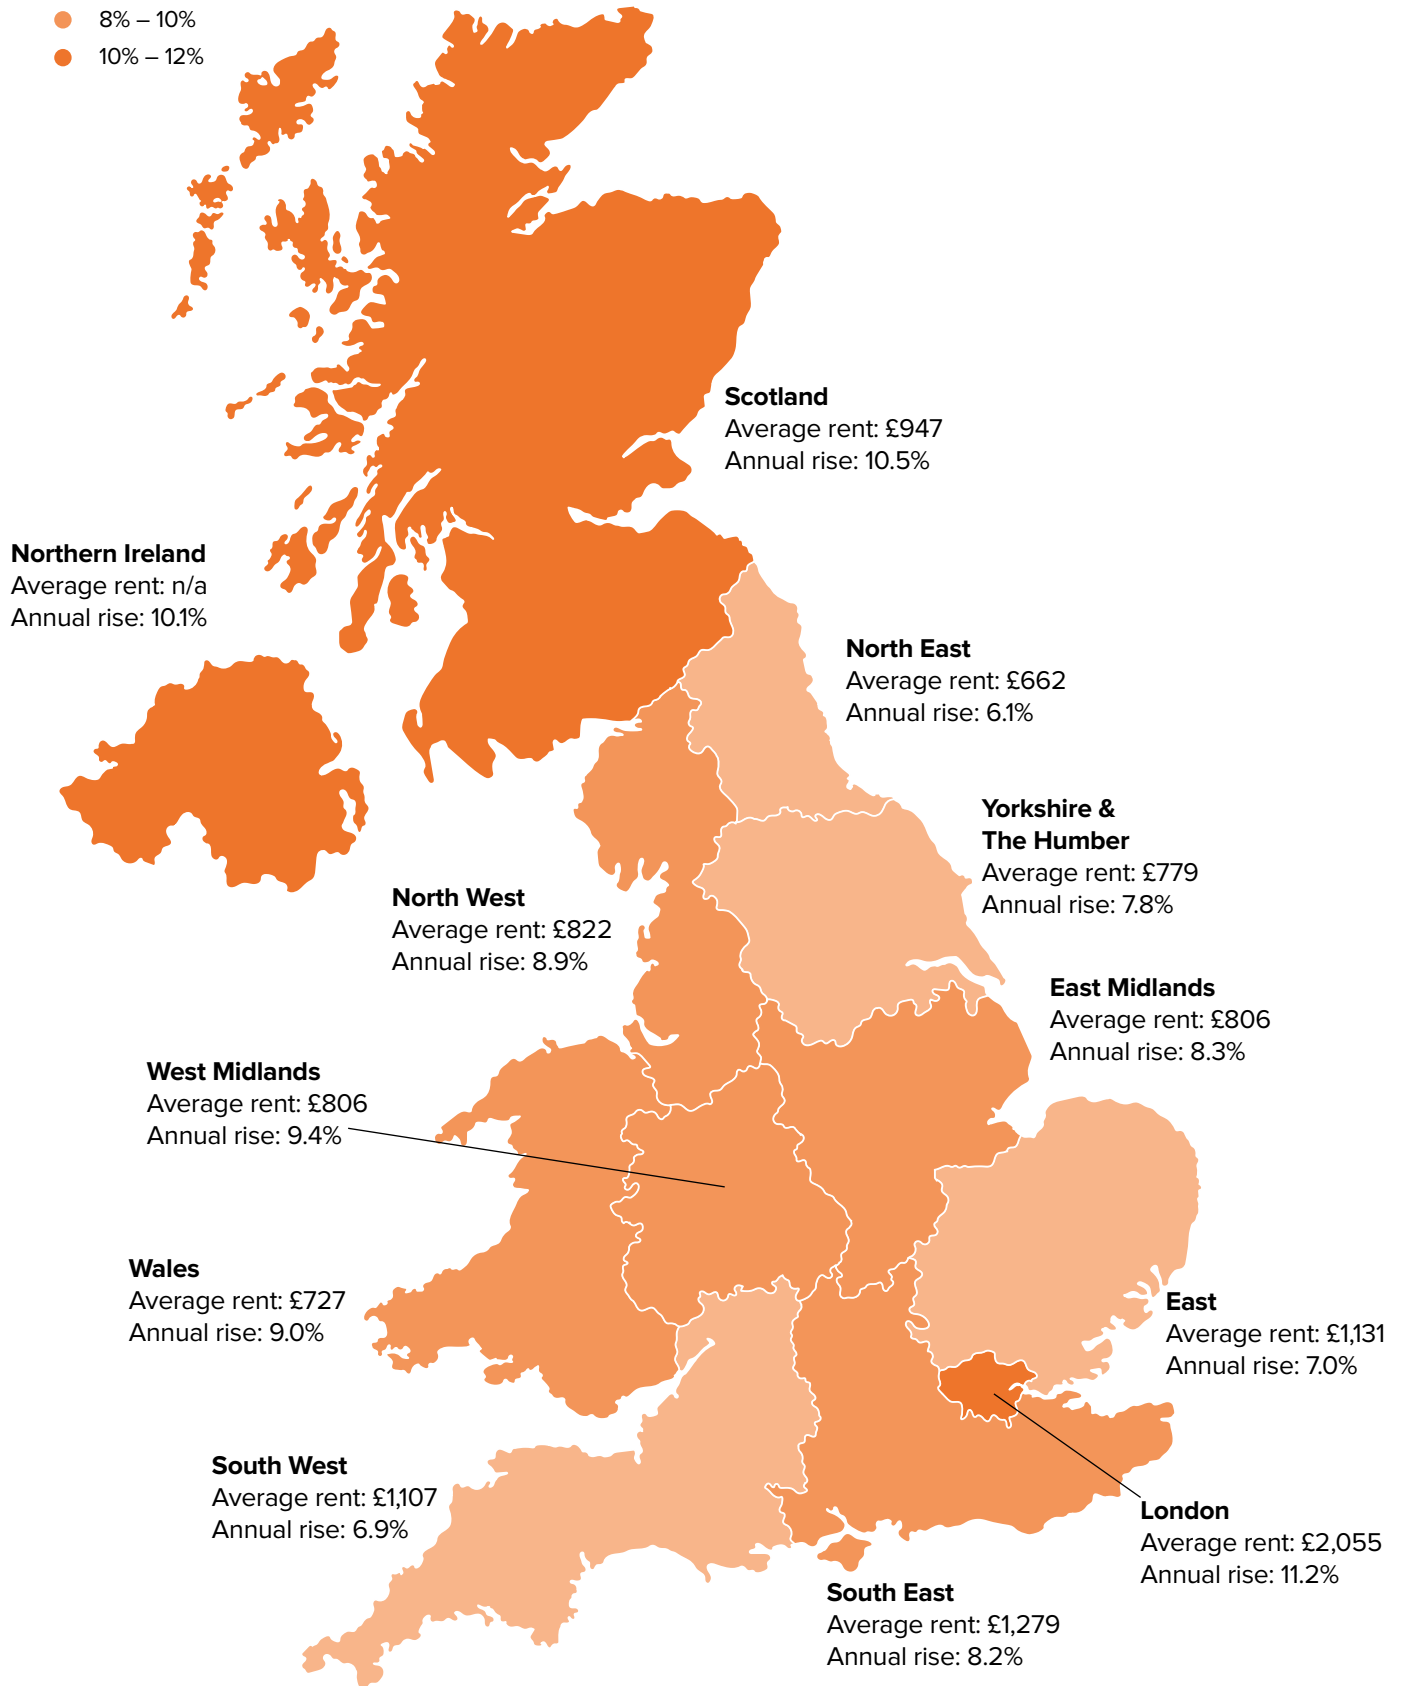 8% – 10%
10% – 12%
Scotland
Average rent: £947
Annual rise: 10.5%
Northern Ireland
Average rent: n/a
Annual rise: 10.1%
North East
Average rent: £662
Annual rise: 6.1%
Yorkshire &
The Humber
Average rent: £779
Annual rise: 7.8%
North West
Average rent: £822
Annual rise: 8.9%
East Midlands
Average rent: £806
Annual rise: 8.3%
West Midlands
Average rent: £806
Annual rise: 9.4%
Wales
Average rent: £727
Annual rise: 9.0%
East
Average rent: £1,131
Annual rise: 7.0%
South West
Average rent: £1,107
Annual rise: 6.9%
London
Average rent: £2,055
Annual rise: 11.2%
South East
Average rent: £1,279
Annual rise: 8.2%